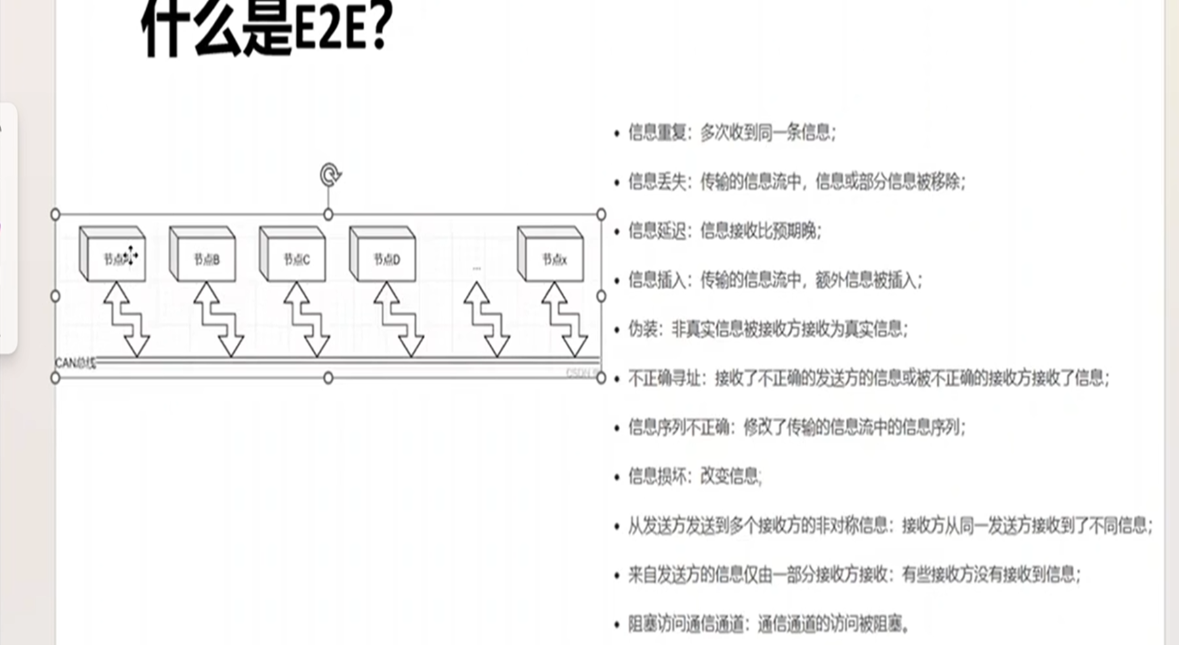 什么是E2E?
节点
节点B
节点C
节点D
...
节点x
CAN总线
CSDN
• 信息重复：多次收到同一条信息；
• 信息丢失：传输的信息流中，信息或部分信息被移除；
• 信息延迟：信息接收比预期晚；
• 信息插入：传输的信息流中，额外信息被插入；
• 伪装：非真实信息被接收方接收为真实信息；
• 不正确寻址：接收了不正确的发送方的信息或被不正确的接收方接收了信息；
• 信息序列不正确：修改了传输的信息流中的信息序列；
• 信息损坏：改变信息;
• 从发送方发送到多个接收方的非对称信息：接收方从同一发送方接收到了不同信息；
• 来自发送方的信息仅由一部分接收方接收：有些接收方没有接收到信息；
• 阻塞访问通信通道：通信通道的访问被阻塞。